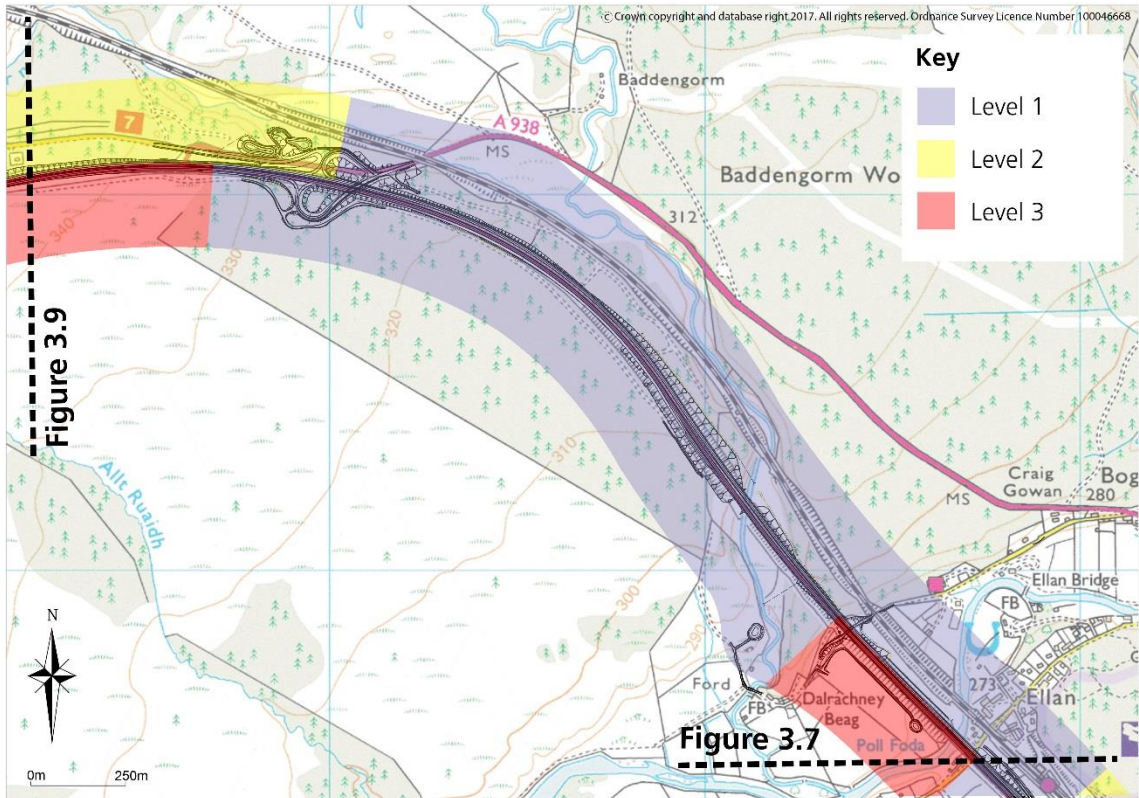 © Crown copyright and database right 2017. All rights reserved. Ordnance Survey Licence Number 100046668
Key
Level 1
Level 2
Level 3
Baddengorm
A 938
MS
7
Baddengorm Wo
312
340
330
320
310
300
290
Figure 3.9
Allt Ruaidh
Craig
Gowan
Bog
280
MS
Ellan Bridge
FB
273
Ellan
Ford
FB
Dalrachney
Beag
Poll Foda
Figure 3.7
N
0m
250m